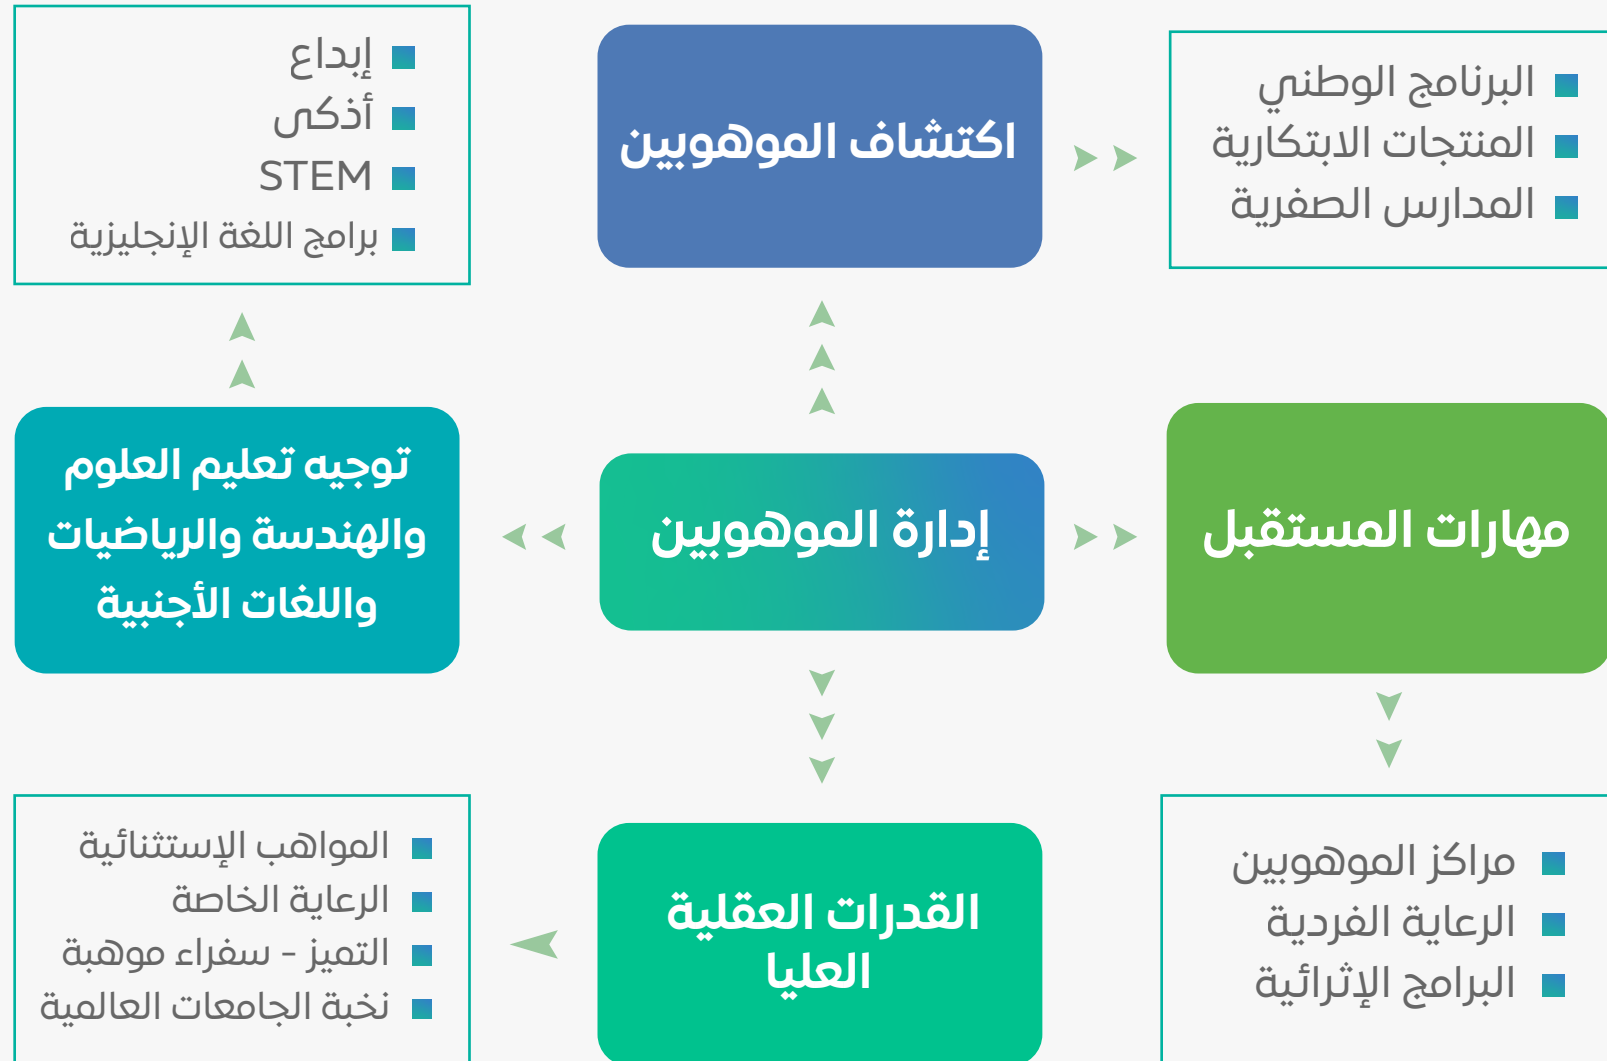 البرنامج الوطني
المنتجات الابتكارية
المدارس الصفرية
اكتشاف الموهوبين
إبداع
أذكى
STEM
برامج اللغة الإنجليزية
مهارات المستقبل
إدارة الموهوبين
توجيه تعليم العلوم
والهندسة والرياضيات
واللغات الأجنبية
مراكز الموهوبين
الرعاية الفردية
البرامج الإثرائية
القدرات العقلية
العليا
المواهب الإستثنائية
الرعاية الخاصة
التميز - سفراء موهبة
نخبة الجامعات العالمية